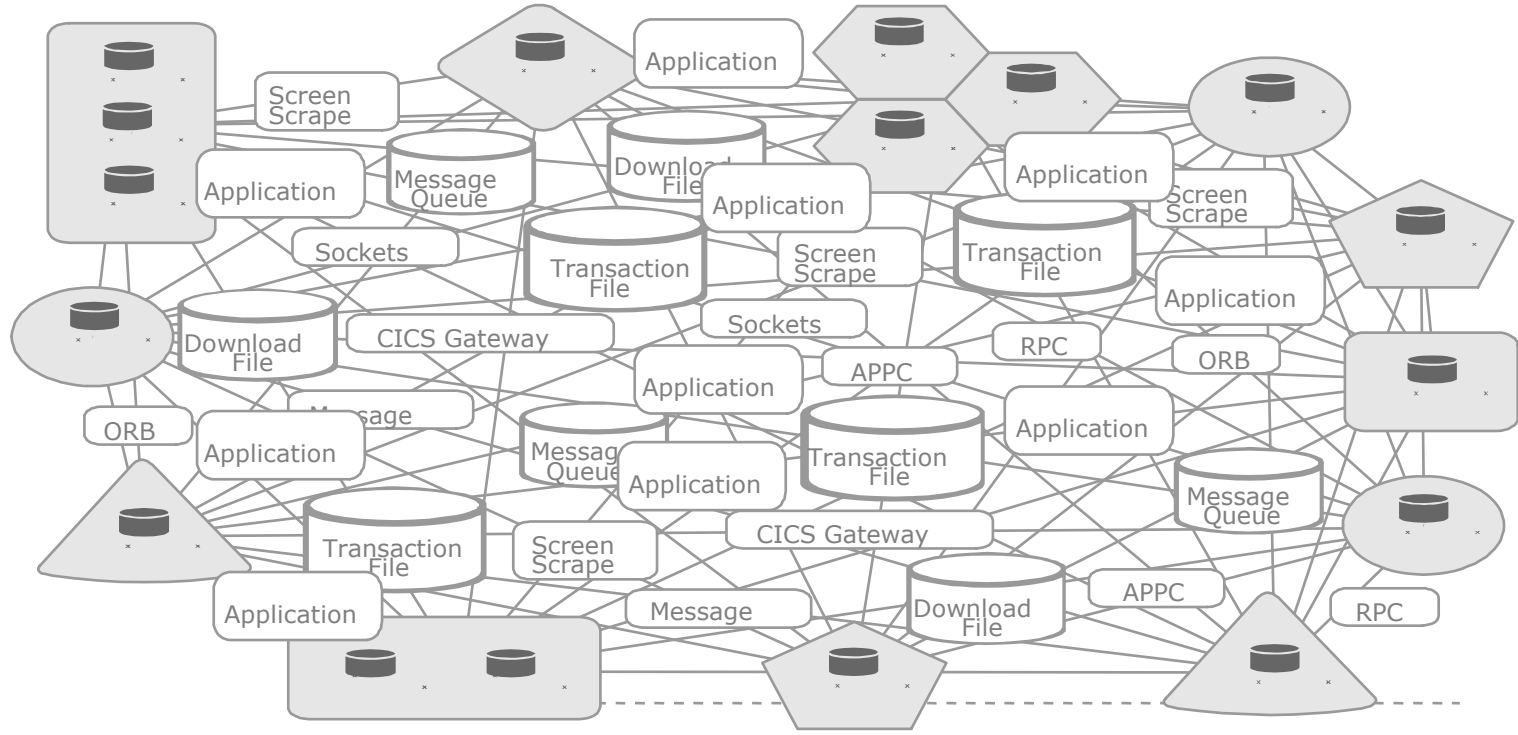 Application
Screen
Scrape
Download
File
Message
Queue
Application
Application
Application
Screen
Scrape
Sockets
Screen
Scrape
Transaction
File
Transaction
File
Application
Sockets
CICS Gateway
Download
File
RPC
ORB
APPC
Application
Message
ORB
Application
Application
Message
Queue
Transaction
File
Application
Message
Queue
CICS Gateway
Transaction
File
Screen
Scrape
Application
Message
Download
File
APPC
RPC